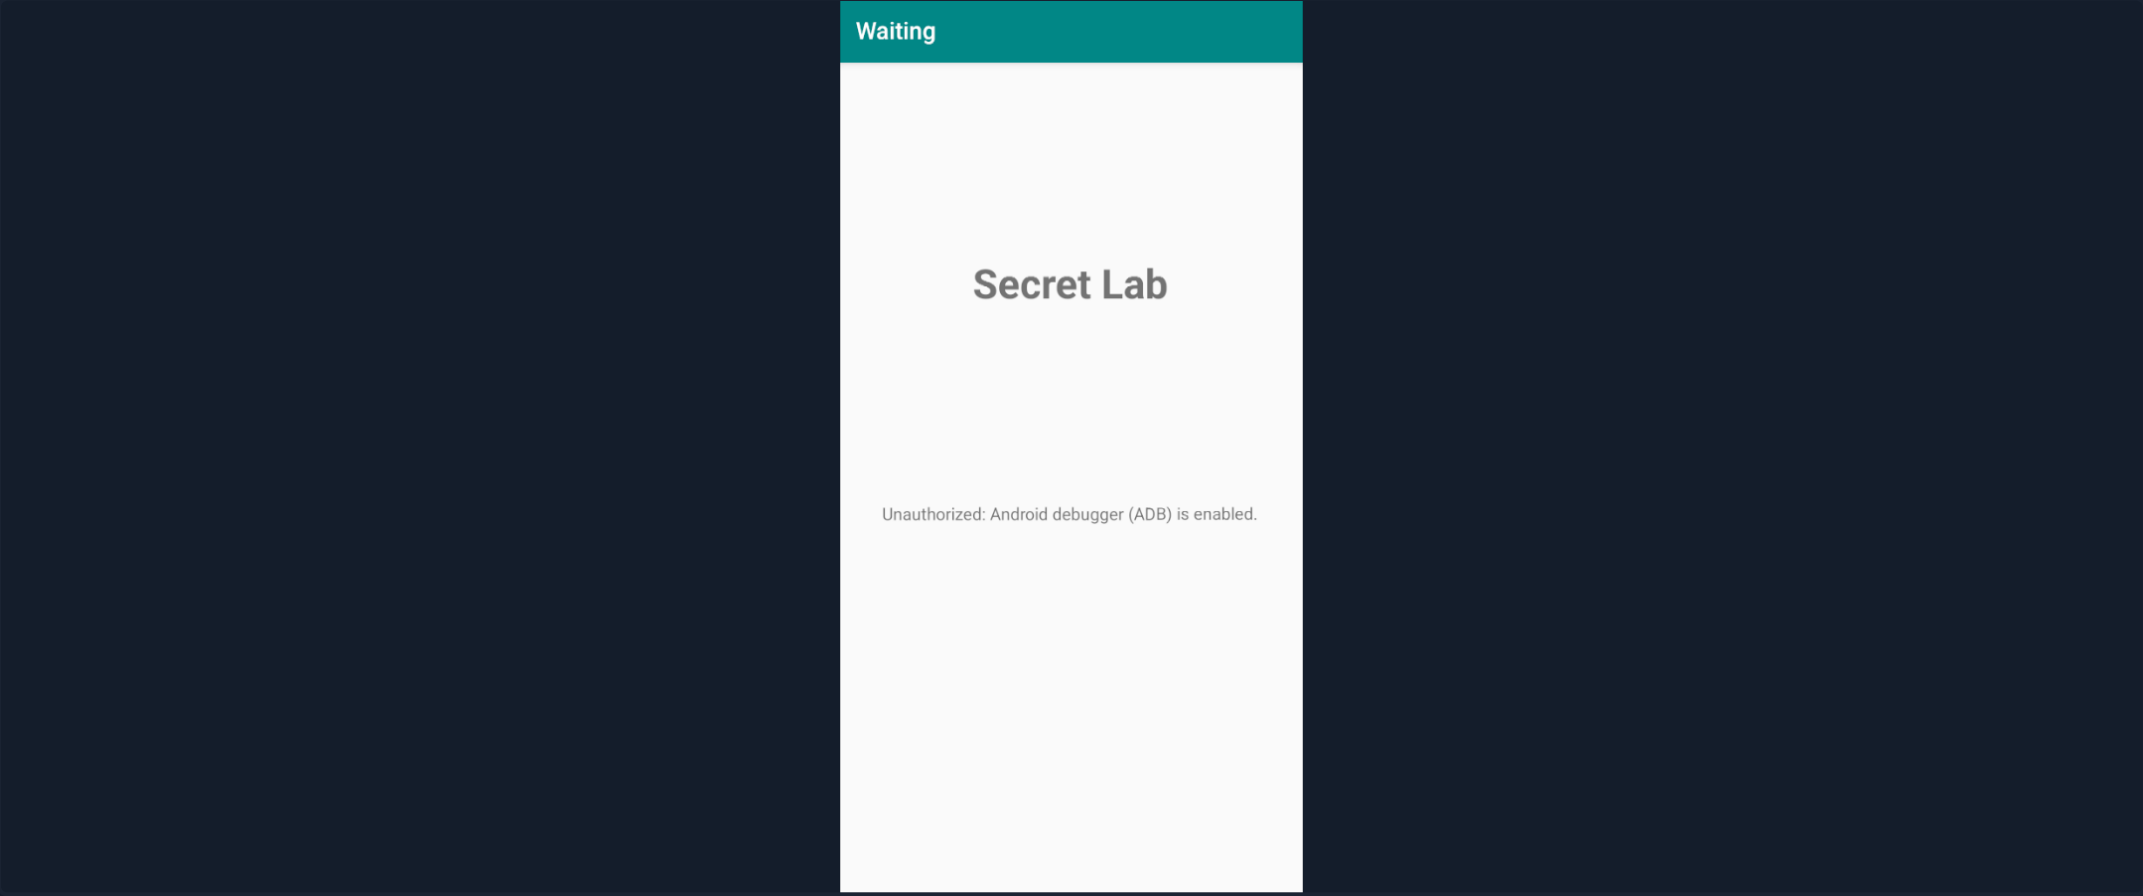 Waiting
Secret Lab
Unauthorized: Android debugger (ADB) is enabled.